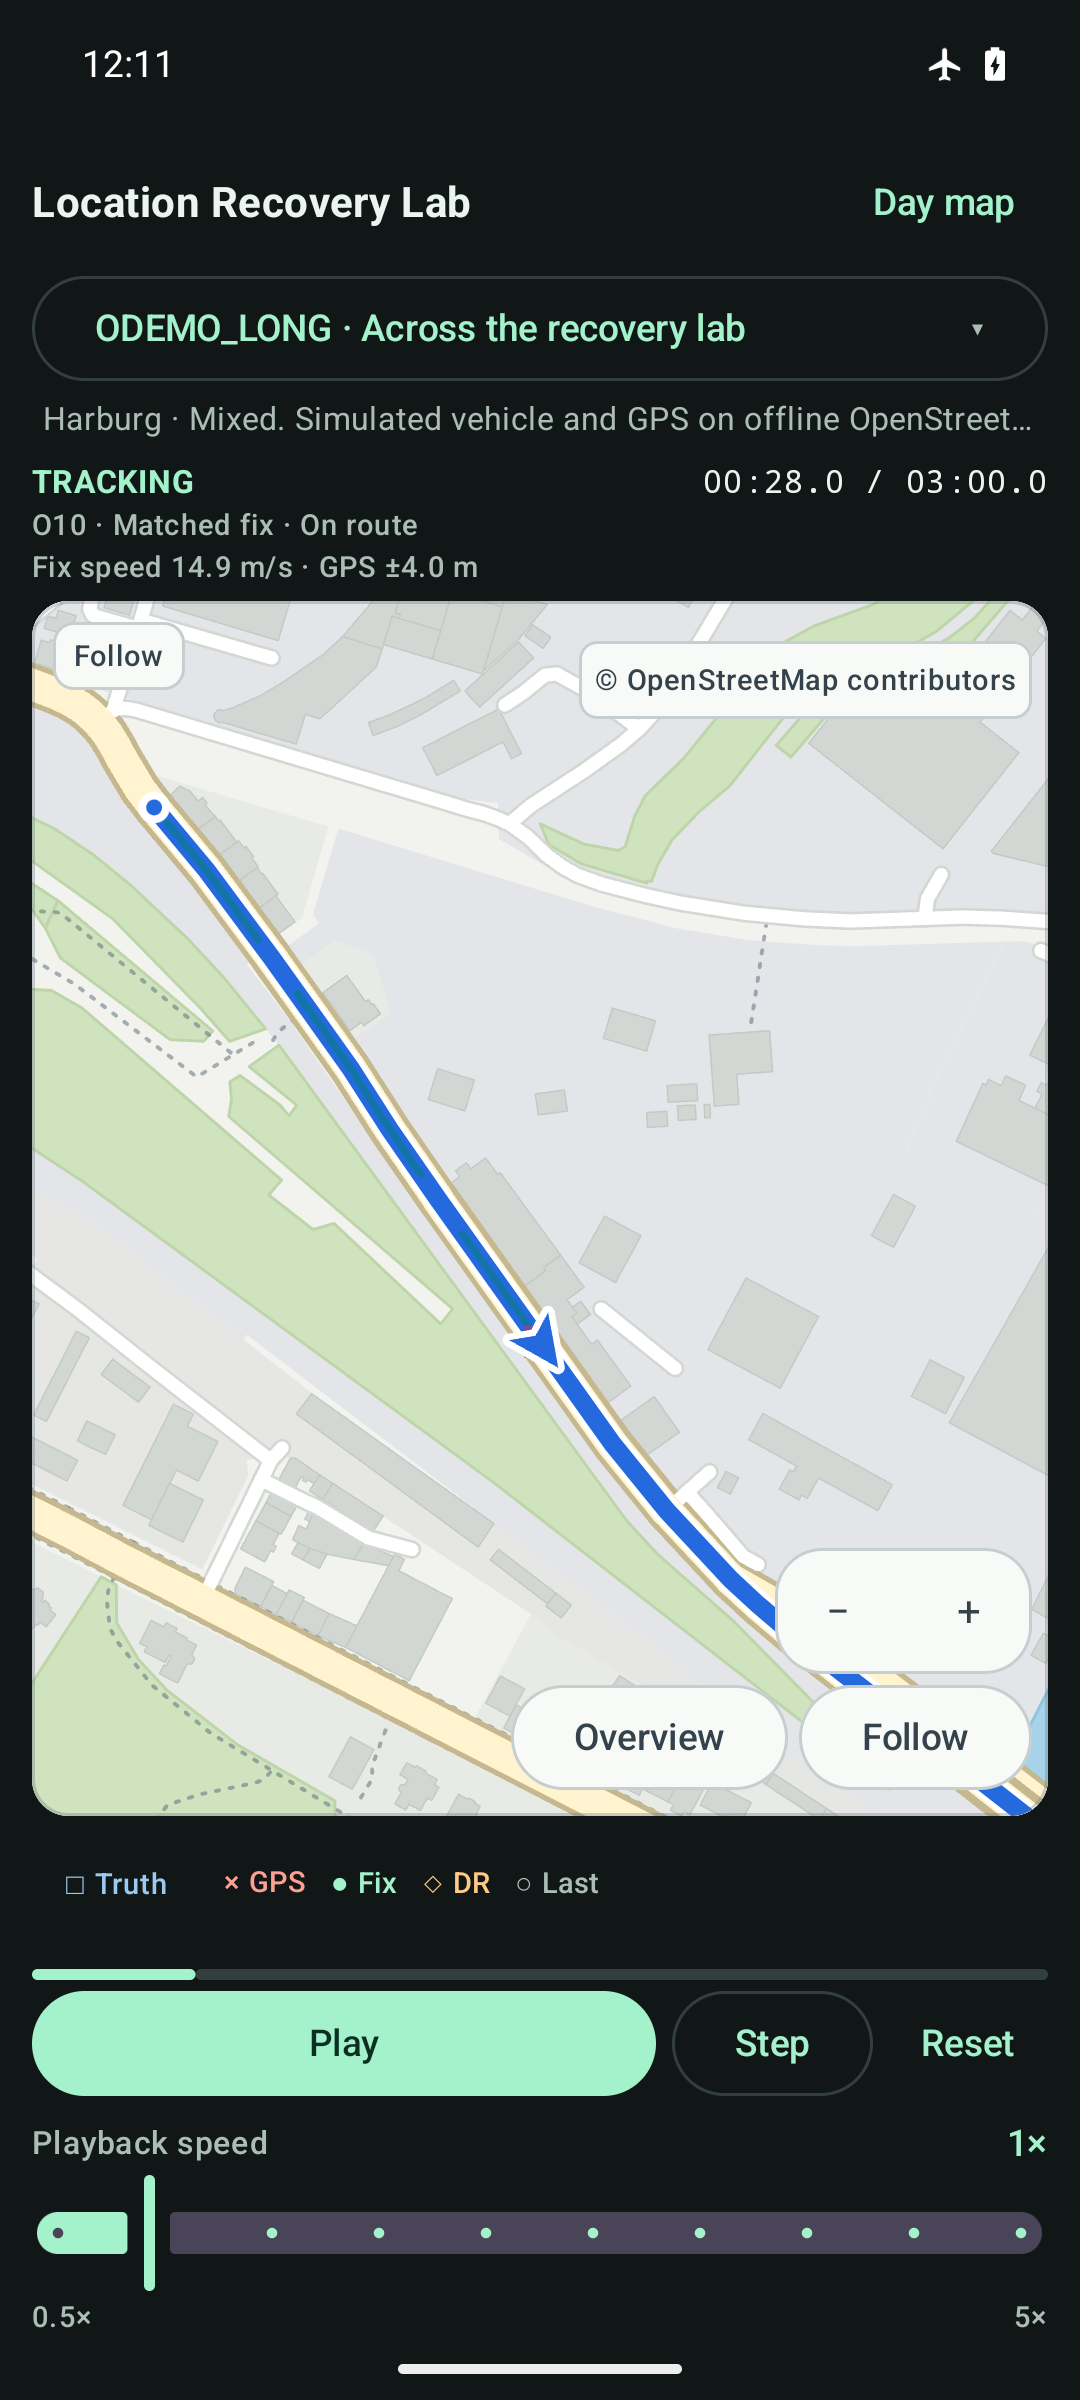 12:11
Location Recovery Lab
Day map
ODEMO_LONG · Across the recovery lab
Harburg · Mixed. Simulated vehicle and GPS on offline OpenStreet…
TRACKING
00:28.0 / 03:00.0
O10 · Matched fix · On route
Fix speed 14.9 m/s · GPS ±4.0 m
Follow
© OpenStreetMap contributors
− +
Overview
Follow
□ Truth × GPS ● Fix ◇ DR ○ Last
Play
Step
Reset
Playback speed
1×
0.5×
5×